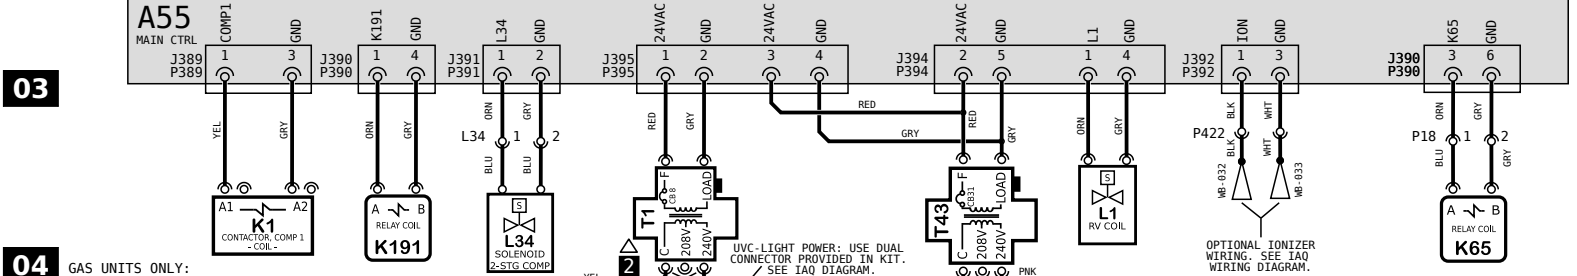 A55
MAIN CTRL
COMP1 GND K191 GND L34 GND 24VAC GND 24VAC GND 24VAC GND L1 GND ION GND K65 GND
J389 1 3 J390 1 4 J391 1 2 J395 1 2 3 4 J394 2 5 1 4 J392 1 3 J390 3 6
P389 P390 P391 P395 P394 P392 P390
03
YEL GRY ORN GRY ORN GRY RED GRY RED GRY RED GRY ORN GRY BLK WHT ORN GRY
L34 1 2 P422 P18 1 2
BLU BLU BLK WHT BLU GRY
WB-032 WB-033
A1 A2
K1
CONTACTOR, COMP 1
- COIL -
A B
RELAY COIL
K191
S
L34
SOLENOID
2-STG COMP
F CB8 LOAD
T1
C 208V 240V
2
F CB31 LOAD
T43
C 208V 240V
S
L1
RV COIL
OPTIONAL IONIZER
WIRING. SEE IAQ
WIRING DIAGRAM.
A B
RELAY COIL
K65
UVC-LIGHT POWER: USE DUAL
CONNECTOR PROVIDED IN KIT.
SEE IAQ DIAGRAM.
04 GAS UNITS ONLY:
YEL
PNK